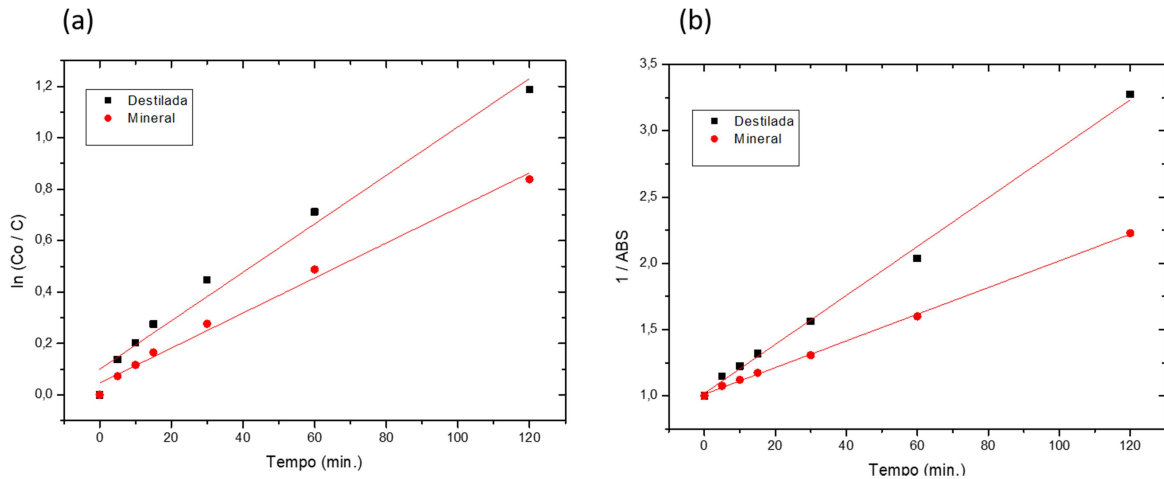 (a)
1,2
1,0
0,8
0,6
0,4
0,2
0,0
ln (Co / C)
Destilada
Mineral
0 20 40 60 80 100 120
Tempo (min.)
(b)
3,5
3,0
2,5
2,0
1,5
1,0
1 / ABS
Destilada
Mineral
0 20 40 60 80 100 120
Tempo (min.)